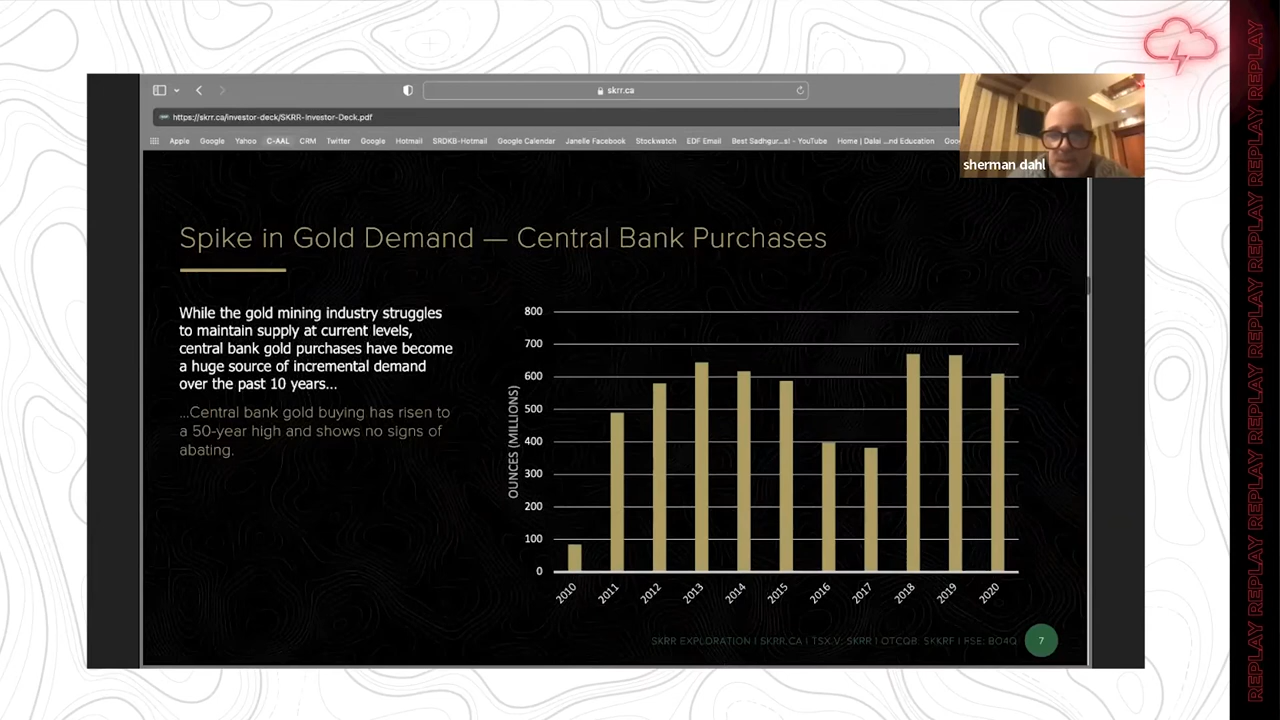 skrr.ca
https://skrr.ca/investor-deck/SKRR-Investor-Deck.pdf
Apple Google Yahoo C-AAL CRM Twitter Google Hotmail SRDKB-Hotmail Google Calendar Janelle Facebook Stockwatch EDF Email Best Sadhgur...s! - YouTube Home | Dalai ...nd Education Goo
sherman dahl
Spike in Gold Demand — Central Bank Purchases
While the gold mining industry struggles
to maintain supply at current levels,
central bank gold purchases have become
a huge source of incremental demand
over the past 10 years...
...Central bank gold buying has risen to
a 50-year high and shows no signs of
abating.
OUNCES (MILLIONS)
800
700
600
500
400
300
200
100
0
2010 2011 2012 2013 2014 2015 2016 2017 2018 2019 2020
SKRR EXPLORATION | SKRR.CA | TSX.V: SKRR | OTCQB: SKKRF | FSE: BO4Q 7
REPLAY REPLAY REPLAY REPLAY REPLAY REPLAY REPLAY REPLAY